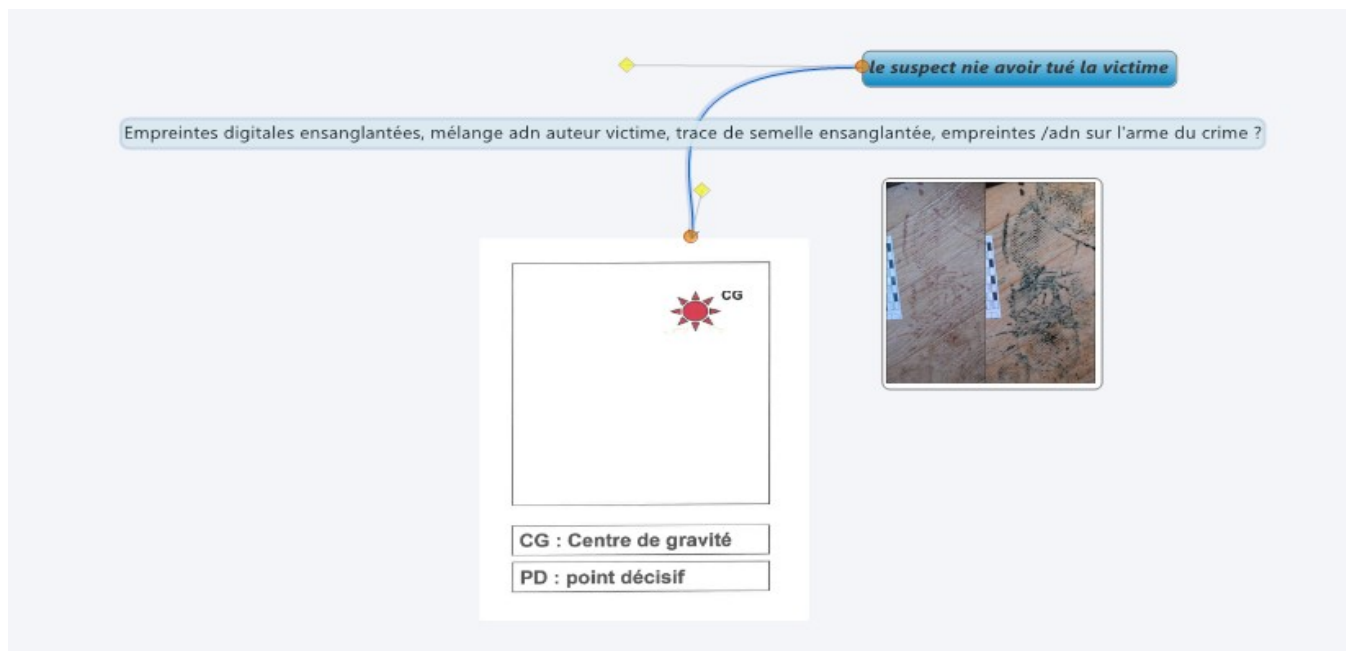 le suspect nie avoir tué la victime
Empreintes digitales ensanglantées, mélange adn auteur victime, trace de semelle ensanglantée, empreintes /adn sur l'arme du crime ?
CG
CG : Centre de gravité
PD : point décisif